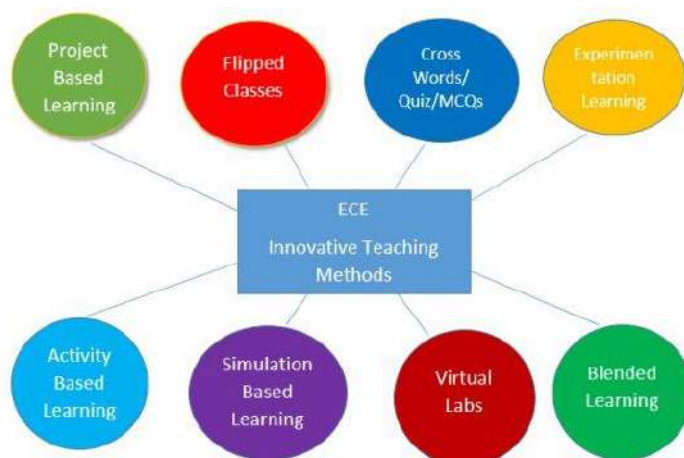 Project
Based
Learning
Flipped
Classes
Cross
Words/
Quiz/MCQs
Experimen
tation
Learning
ECE
Innovative Teaching
Methods
Activity
Based
Learning
Simulation
Based
Learning
Virtual
Labs
Blended
Learning